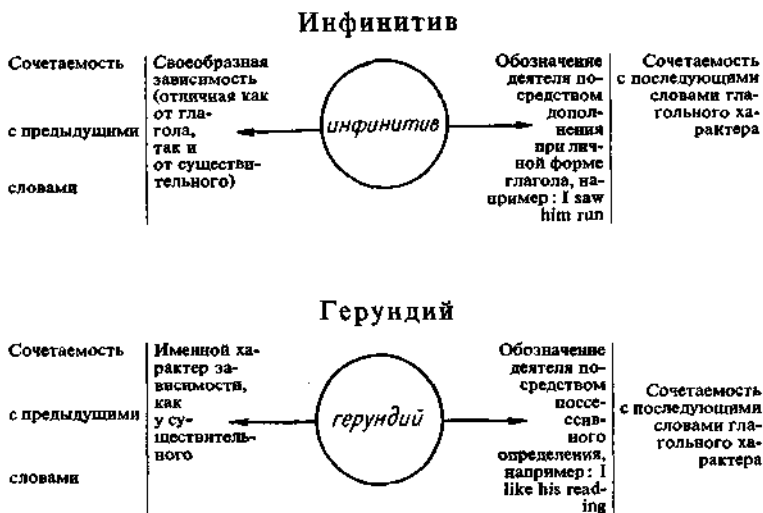 Инфинитив
Сочетаемость
с предыдущими
словами
Своеобразная
зависимость
(отличная как
от гла-
гола,
так и
от существи-
тельного)
инфинитив
Обозначение
деятеля по-
средством
допол-
нения
при лич-
ной форме
глагола, на-
пример: I saw
him run
Сочетаемость
с последующими
словами гла-
гольного ха-
рактера
Герундий
Сочетаемость
с предыдущими
словами
Именной ха-
рактер за-
висимости,
как
у су-
ществитель-
ного
герундий
Обозначение
деятеля по-
средством
поссе-
ссив-
ного
определения,
например: I
like his read-
ing
Сочетаемость
с последующими
словами гла-
гольного ха-
рактера